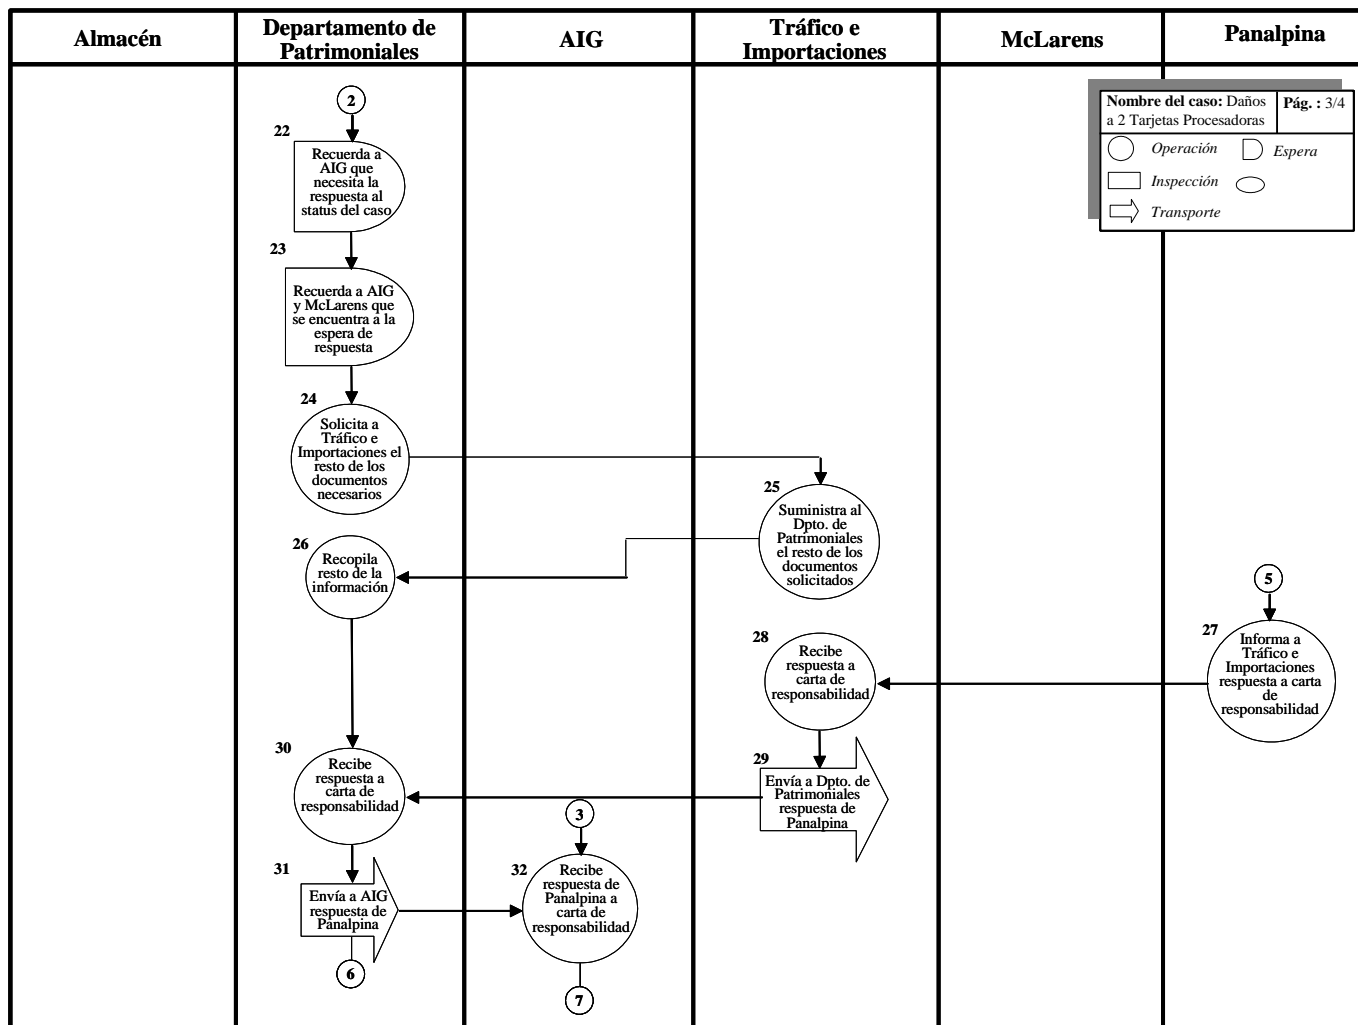 Almacén
Departamento de
Patrimoniales
AIG
Tráfico e
Importaciones
McLarens
Panalpina
Nombre del caso: Daños
a 2 Tarjetas Procesadoras
Pág. : 3/4
Operación
Espera
Inspección
Transporte
2
22
Recuerda a
AIG que
necesita la
respuesta al
status del caso
23
Recuerda a AIG
y McLarens que
se encuentra a la
espera de
respuesta
24
Solicita a
Tráfico e
Importaciones el
resto de los
documentos
necesarios
25
Suministra al
Dpto. de
Patrimoniales
el resto de los
documentos
solicitados
26
Recopila
resto de la
información
5
27
Informa a
Tráfico e
Importaciones
respuesta a carta
de
responsabilidad
28
Recibe
respuesta a
carta de
responsabilidad
29
Envía a Dpto. de
Patrimoniales
respuesta de
Panalpina
30
Recibe
respuesta a
carta de
responsabilidad
3
31
Envía a AIG
respuesta de
Panalpina
32
Recibe
respuesta de
Panalpina a
carta de
responsabilidad
6
7